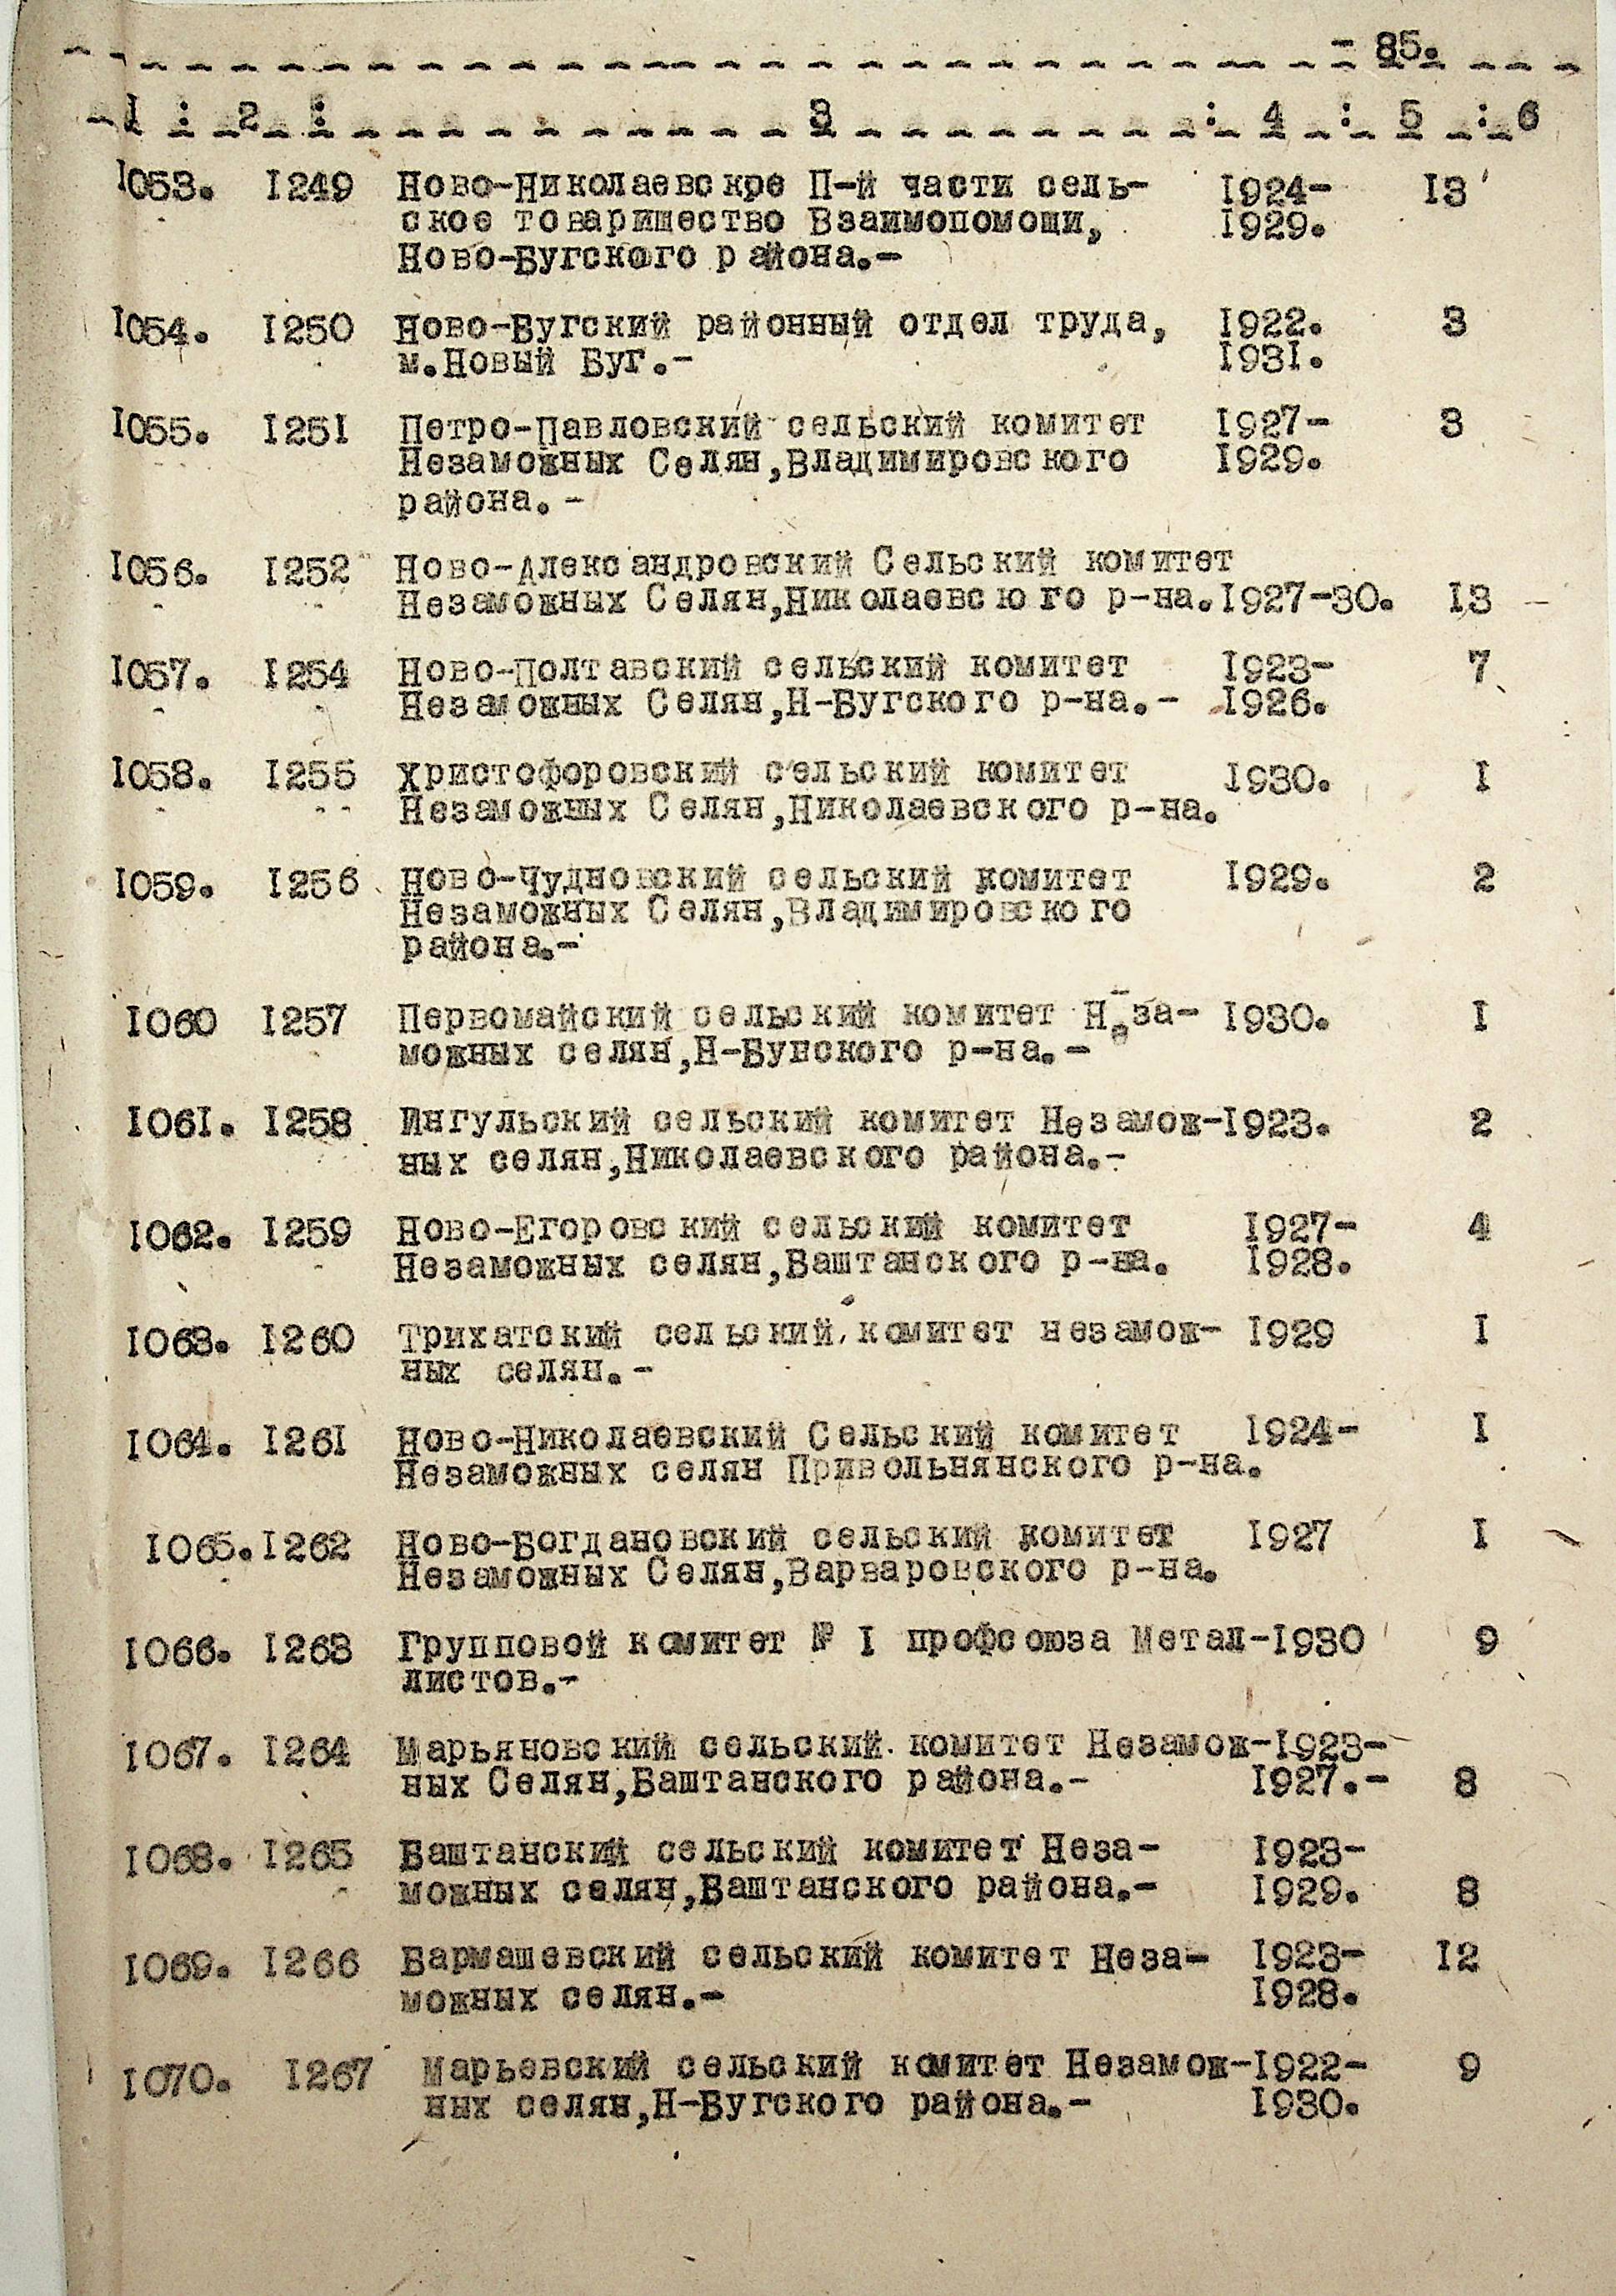 - 85.
1 : 2 : 3 : 4 : 5 : 6
1053. 1249 Ново-Николаевскре П-й части сель- 1924- 13
ское товарищество Взаимопомощи, 1929.
Ново-Бугского района.-
1054. 1250 Ново-Бугский районный отдел труда, 1922. 3
м.Новый Буг.- 1931.
1055. 1251 Петро-Павловский сельский комитет 1927- 3
Незаможных Селян,Владимировского 1929.
района.-
1056. 1252 Ново-Александровский Сельский комитет
Незаможных Селян,Николаевского р-на.1927-30. 13
1057. 1254 Ново-Полтавский сельский комитет 1923- 7
Незаможных Селян,Н-Бугского р-на.- 1926.
1058. 1255 Христофоровский сельский комитет 1930. 1
Незаможных Селян,Николаевского р-на.
1059. 1256 Ново-Чудновский сельский комитет 1929. 2
Незаможных Селян,Владимировского
района.-
1060 1257 Первомайский сельский комитет Неза- 1930. 1
можных селян,Н-Бувского р-на.-
1061. 1258 Ингульский сельский комитет Незамож-1923. 2
ных селян,Николаевского района.-
1062. 1259 Ново-Егоровский сельский комитет 1927- 4
Незаможных селян,Баштанского р-на. 1928.
1063. 1260 Трихатский сельский комитет незамож- 1929 1
ных селян.-
1064. 1261 Ново-Николаевский Сельский комитет 1924- 1
Незаможных селян Привольнянского р-на.
1065. 1262 Ново-Богдановский сельский комитет 1927 1
Незаможных Селян,Варваровского р-на.
1066. 1263 Групповой комитет № 1 профсоюза Метал-1930 9
листов.-
1067. 1264 Марьяновский сельский комитет Незамож-1923-
ных Селян,Баштанского района.- 1927.- 8
1068. 1265 Баштанский сельский комитет Неза- 1923-
можных селян,Баштанского района.- 1929. 8
1069. 1266 Бармашевский сельский комитет Неза- 1923- 12
можных селян.- 1928.
1070. 1267 Марьевский сельский комитет Незамож-1922- 9
ных селян,Н-Бугского района.- 1930.